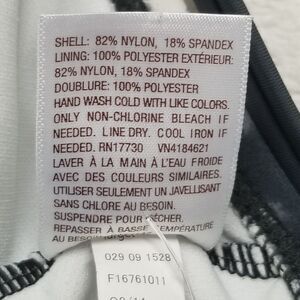 SHELL: 82% NYLON, 18% SPANDEX
LINING: 100% POLYESTER EXTÉRIEUR:
82% NYLON, 18% SPANDEX
DOUBLURE: 100% POLYESTER
HAND WASH COLD WITH LIKE COLORS.
ONLY NON-CHLORINE BLEACH IF
NEEDED. LINE DRY. COOL IRON IF
NEEDED. RN17730 VN4184621
LAVER À LA MAIN À L'EAU FROIDE
AVEC DES COULEURS SIMILAIRES.
UTILISER SEULEMENT UN JAVELLISANT
SANS CHLORE AU BESOIN.
SUSPENDRE POUR SÉCHER.
REPASSER À BASSE TEMPÉRATURE
AU BESOIN
029 09 1528
F16761011